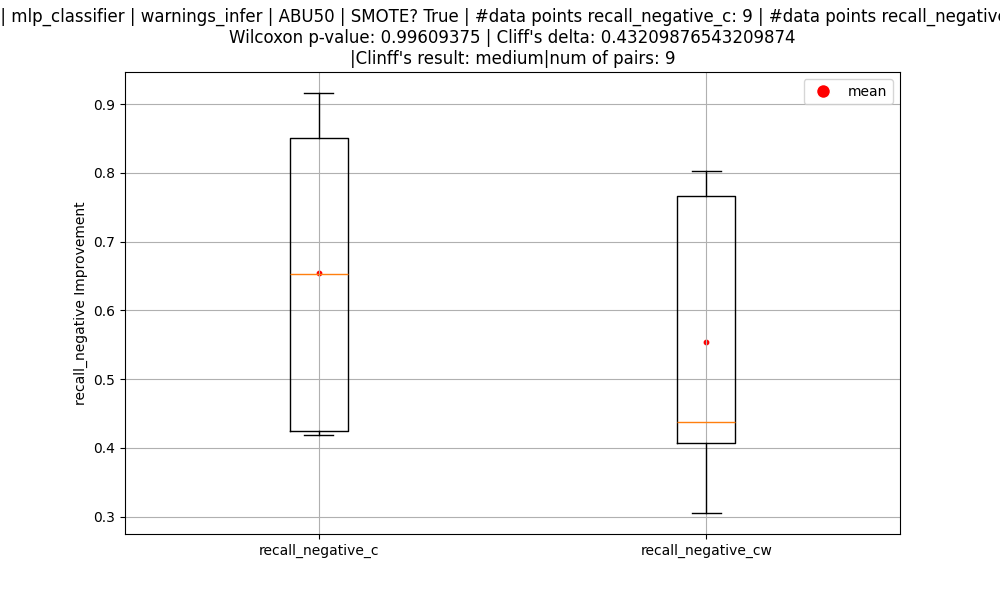 | mlp_classifier | warnings_infer | ABU50 | SMOTE? True | #data points recall_negative_c: 9 | #data points
Wilcoxon p-value: 0.99609375 | Cliff's delta: 0.43209876543209874
|Clinff's result: medium|num of pairs: 9
mean
0.9
0.8
0.7
0.6
0.5
0.4
0.3
recall_negative Improvement
recall_negative_c
recall_negative_cw